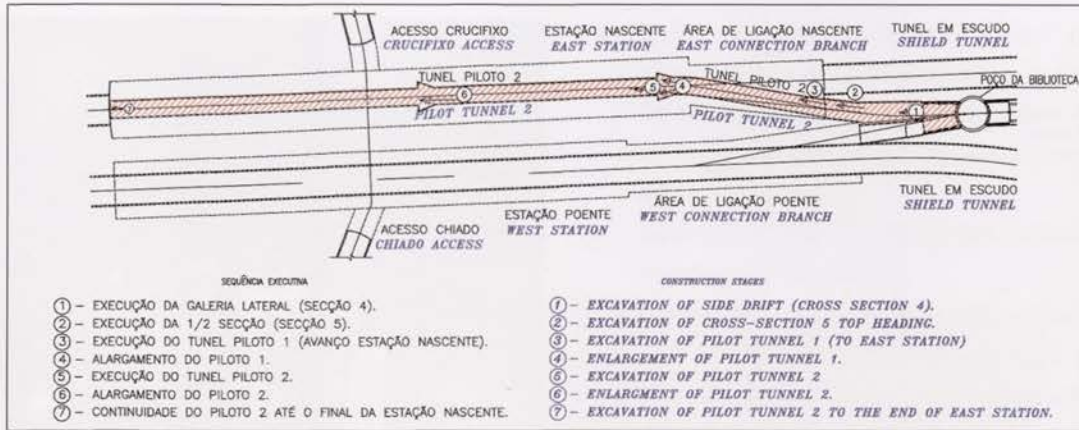 ACESSO CRUCIFIXO
CRUCIFIXO ACCESS
ESTAÇÃO NASCENTE
EAST STATION
ÁREA DE LIGAÇÃO NASCENTE
EAST CONNECTION BRANCH
TUNEL EM ESCUDO
SHIELD TUNNEL
TUNEL PILOTO 2
TUNEL PILOTO 2
POÇO DA BIBLIOTECA
7
6
5
4
3
2
1
PILOT TUNNEL 2
PILOT TUNNEL 2
ACESSO CHIADO
CHIADO ACCESS
ESTAÇÃO POENTE
WEST STATION
ÁREA DE LIGAÇÃO POENTE
WEST CONNECTION BRANCH
TUNEL EM ESCUDO
SHIELD TUNNEL
SEQUÊNCIA EXECUTIVA
1 – EXECUÇÃO DA GALERIA LATERAL (SECÇÃO 4).
2 – EXECUÇÃO DA 1/2 SECÇÃO (SECÇÃO 5).
3 – EXECUÇÃO DO TUNEL PILOTO 1 (AVANÇO ESTAÇÃO NASCENTE).
4 – ALARGAMENTO DO PILOTO 1.
5 – EXECUÇÃO DO TUNEL PILOTO 2.
6 – ALARGAMENTO DO PILOTO 2.
7 – CONTINUIDADE DO PILOTO 2 ATÉ O FINAL DA ESTAÇÃO NASCENTE.
CONSTRUCTION STAGES
1 – EXCAVATION OF SIDE DRIFT (CROSS SECTION 4).
2 – EXCAVATION OF CROSS-SECTION 5 TOP HEADING.
3 – EXCAVATION OF PILOT TUNNEL 1 (TO EAST STATION)
4 – ENLARGEMENT OF PILOT TUNNEL 1.
5 – EXCAVATION OF PILOT TUNNEL 2
6 – ENLARGMENT OF PILOT TUNNEL 2.
7 – EXCAVATION OF PILOT TUNNEL 2 TO THE END OF EAST STATION.